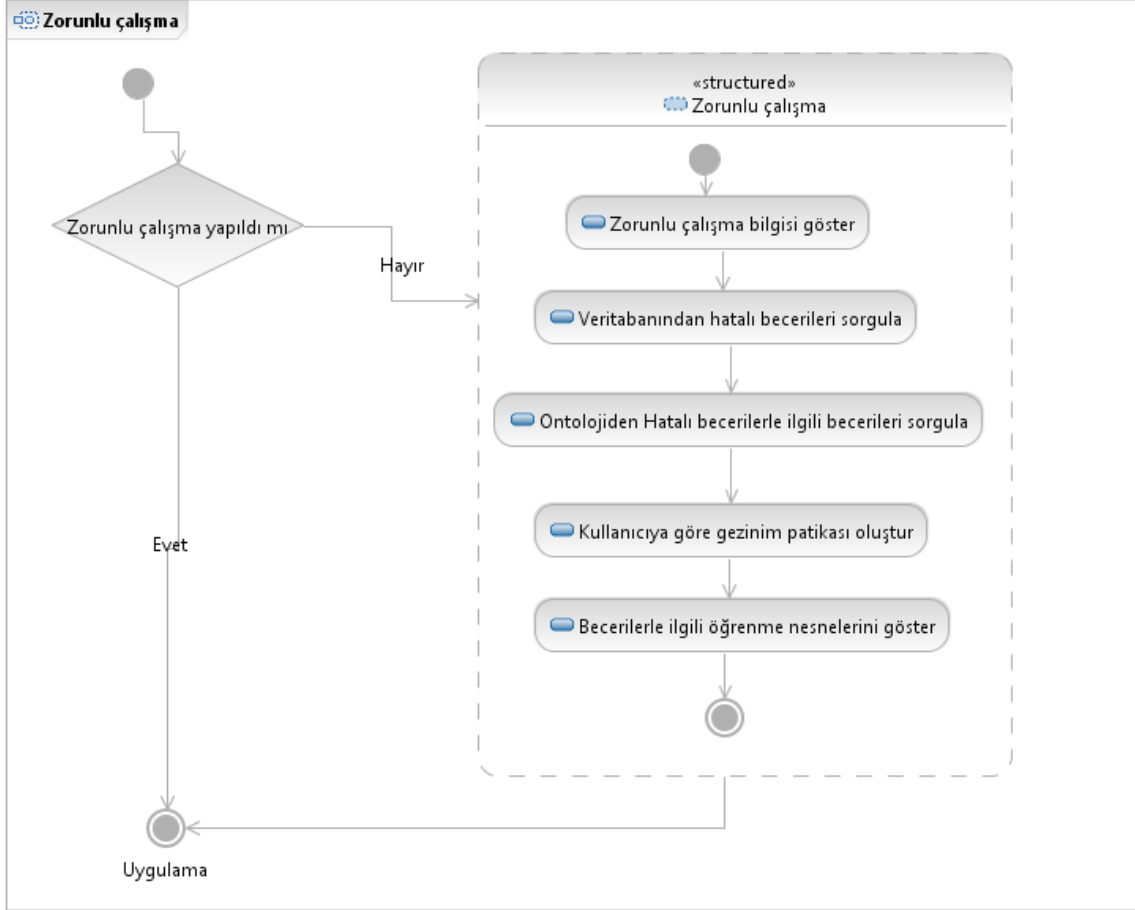 Zorunlu çalışma
«structured»
Zorunlu çalışma
Zorunlu çalışma yapıldı mı
Hayır
Evet
Zorunlu çalışma bilgisi göster
Veritabanından hatalı becerileri sorgula
Ontolojiden Hatalı becerilerle ilgili becerileri sorgula
Kullanıcıya göre gezinim patikası oluştur
Becerilerle ilgili öğrenme nesnelerini göster
Uygulama